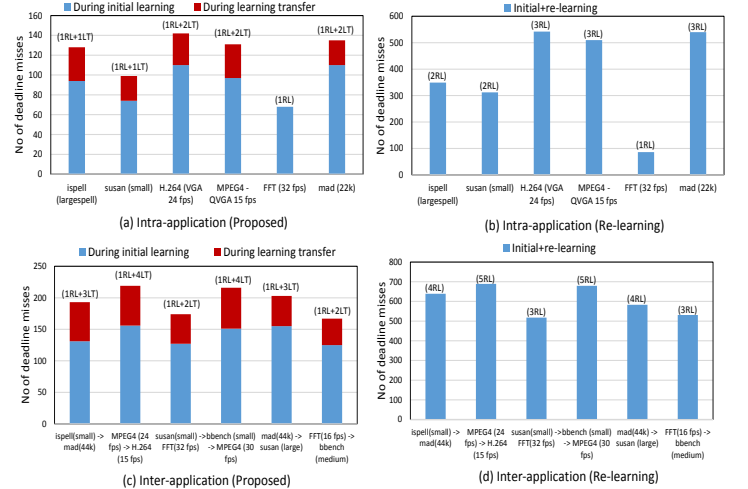 During initial learning During learning transfer
No of deadline misses
160
140
120
100
80
60
40
20
0
(1RL+1LT)
(1RL+1LT)
(1RL+2LT)
(1RL+2LT)
(1RL)
(1RL+2LT)
ispell (largespell)
susan (small)
H.264 (VGA 24 fps)
MPEG4 - QVGA 15 fps
FFT (32 fps)
mad (22k)
(a) Intra-application (Proposed)
Initial+re-learning
No of deadline misses
600
500
400
300
200
100
0
(2RL)
(2RL)
(3RL)
(3RL)
(1RL)
(3RL)
ispell (largespell)
susan (small)
H.264 (VGA 24 fps)
MPEG4 - QVGA 15 fps
FFT (32 fps)
mad (22k)
(b) Intra-application (Re-learning)
During initial learning During learning transfer
No of deadline misses
250
200
150
100
50
0
(1RL+3LT)
(1RL+4LT)
(1RL+2LT)
(1RL+4LT)
(1RL+3LT)
(1RL+2LT)
ispell(small) -> mad(44k)
MPEG4 (24 fps) -> H.264 (15 fps)
susan(small) -> FFT(32 fps)
bbench (small) -> MPEG4 (30 fps)
mad(44k) -> susan (large)
FFT(16 fps) -> bbench (medium)
(c) Inter-application (Proposed)
Initial+re-learning
No of deadline misses
800
700
600
500
400
300
200
100
0
(4RL)
(5RL)
(3RL)
(5RL)
(4RL)
(3RL)
ispell(small) -> mad(44k)
MPEG4 (24 fps) -> H.264 (15 fps)
susan(small) -> FFT(32 fps)
bbench (small) -> MPEG4 (30 fps)
mad(44k) -> susan (large)
FFT(16 fps) -> bbench (medium)
(d) Inter-application (Re-learning)